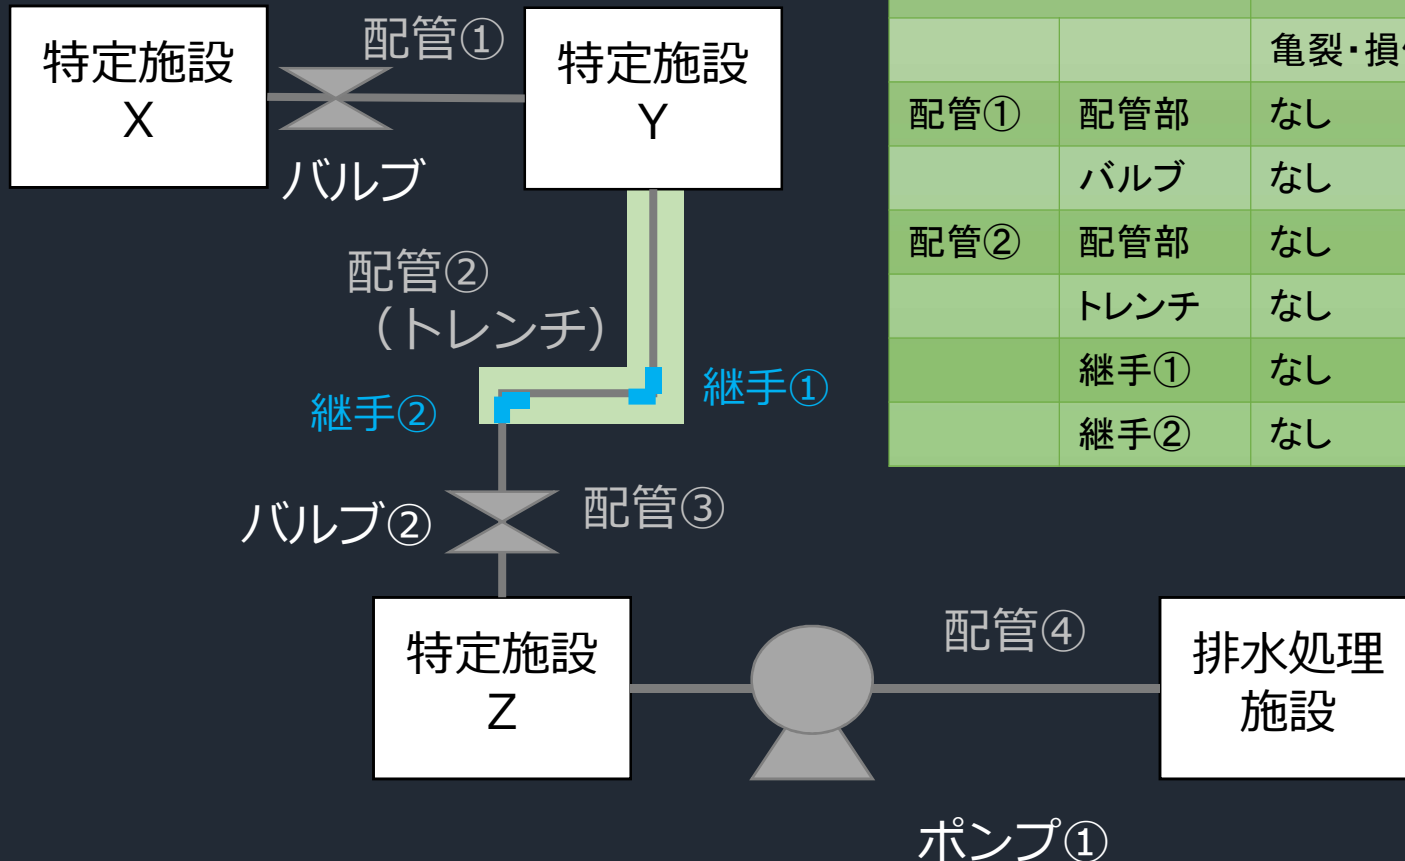 特定施設
X
配管①
バルブ
特定施設
Y
配管②
（トレンチ）
継手①
継手②
バルブ②
配管③
特定施設
Z
配管④
排水処理
施設
ポンプ①
亀裂・損
配管① 配管部 なし
バルブ なし
配管② 配管部 なし
トレンチ なし
継手① なし
継手② なし